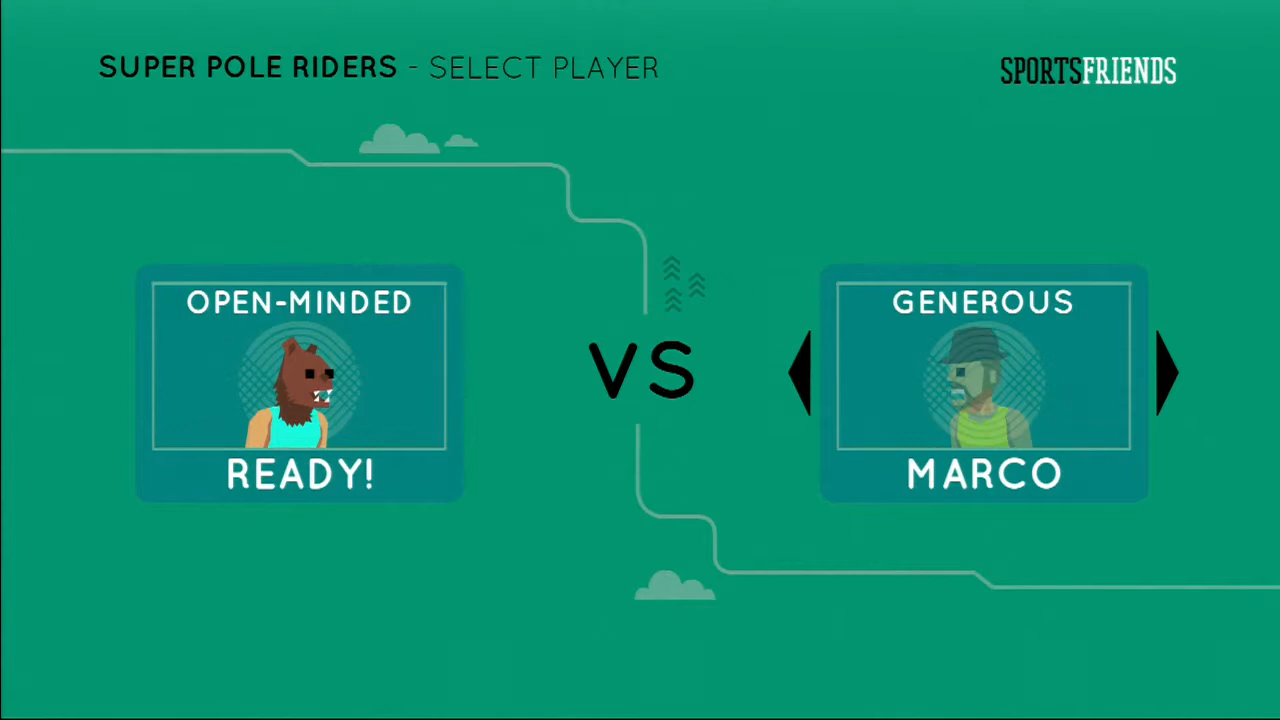 SUPER POLE RIDERS - SELECT PLAYER
SPORTSFRIENDS
OPEN-MINDED
READY!
VS
GENEROUS
MARCO